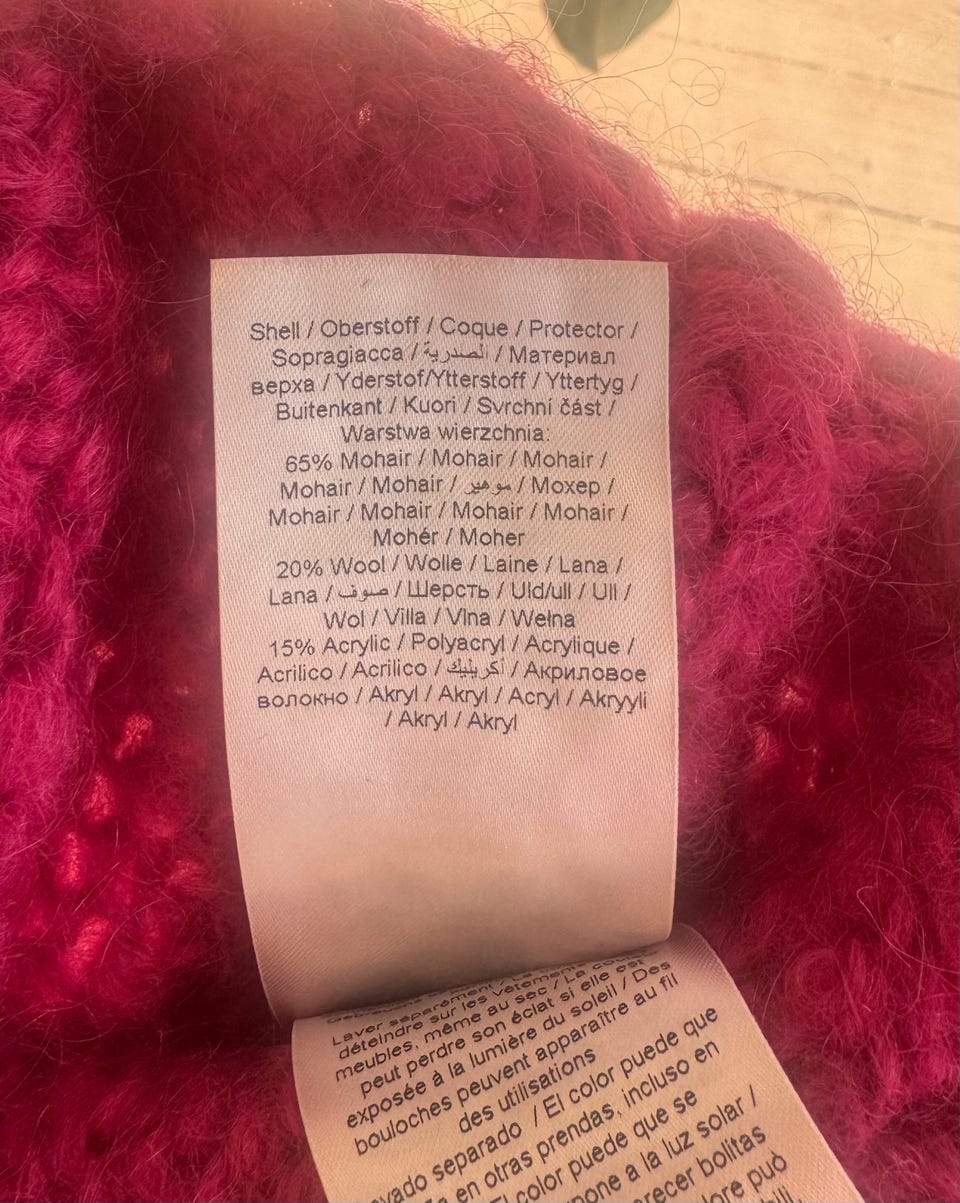 Shell / Oberstoff / Coque / Protector /
Sopragiacca / الصدرية / Материал
верха / Yderstof/Ytterstoff / Yttertyg /
Buitenkant / Kuori / Svrchní část /
Warstwa wierzchnia:
65% Mohair / Mohair / Mohair /
Mohair / Mohair / موهير / Мохер /
Mohair / Mohair / Mohair / Mohair /
Mohér / Moher
20% Wool / Wolle / Laine / Lana /
Lana / صوف / Шерсть / Uld/ull / Ull /
Wol / Villa / Vlna / Wełna
15% Acrylic / Polyacryl / Acrylique /
Acrilico / Acrilico / أكريليك / Акриловое
волокно / Akryl / Akryl / Acryl / Akryyli
/ Akryl / Akryl
Laver séparément / La
déteindre sur les vêtements
meubles, même au sec / La
peut perdre son éclat si elle est
exposée à la lumière du soleil / Des
bouloches peuvent apparaître au fil
des utilisations
separado / El color puede que
en otras prendas, incluso en
El color puede que se
a la luz solar /
bolitas
puó